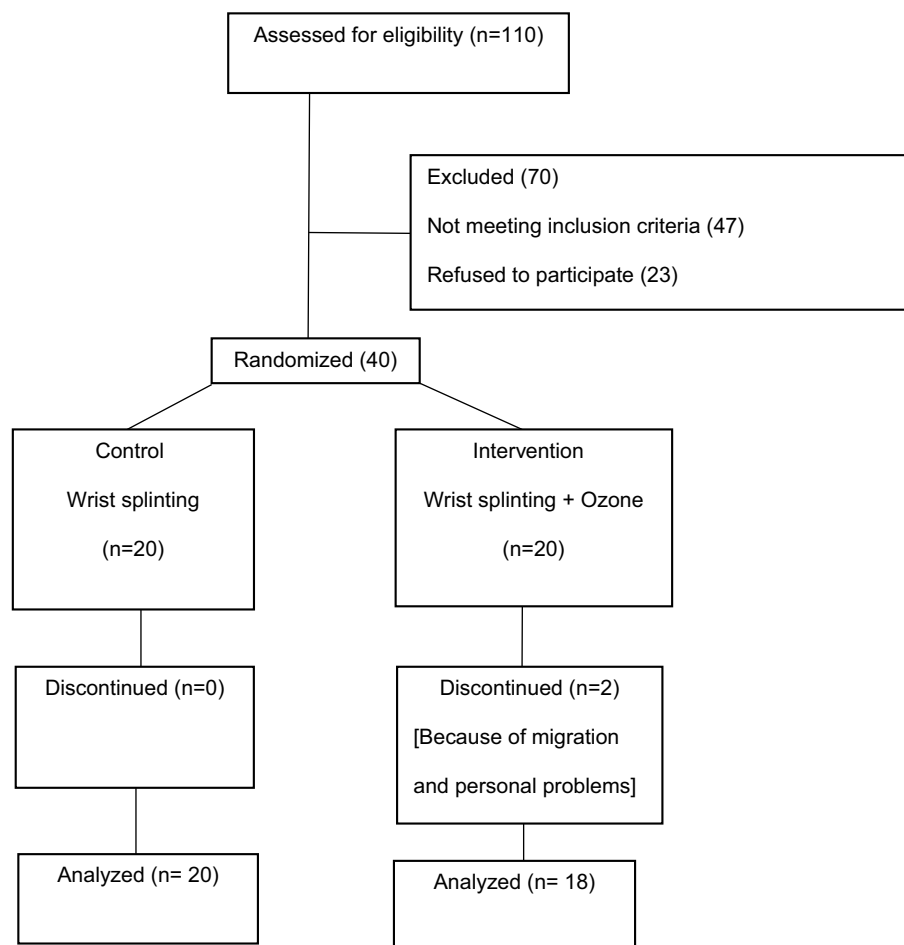 Assessed for eligibility (n=110)
Excluded (70)
Not meeting inclusion criteria (47)
Refused to participate (23)
Randomized (40)
Control
Wrist splinting
(n=20)
Intervention
Wrist splinting + Ozone
(n=20)
Discontinued (n=0)
Discontinued (n=2)
[Because of migration
and personal problems]
Analyzed (n= 20)
Analyzed (n= 18)